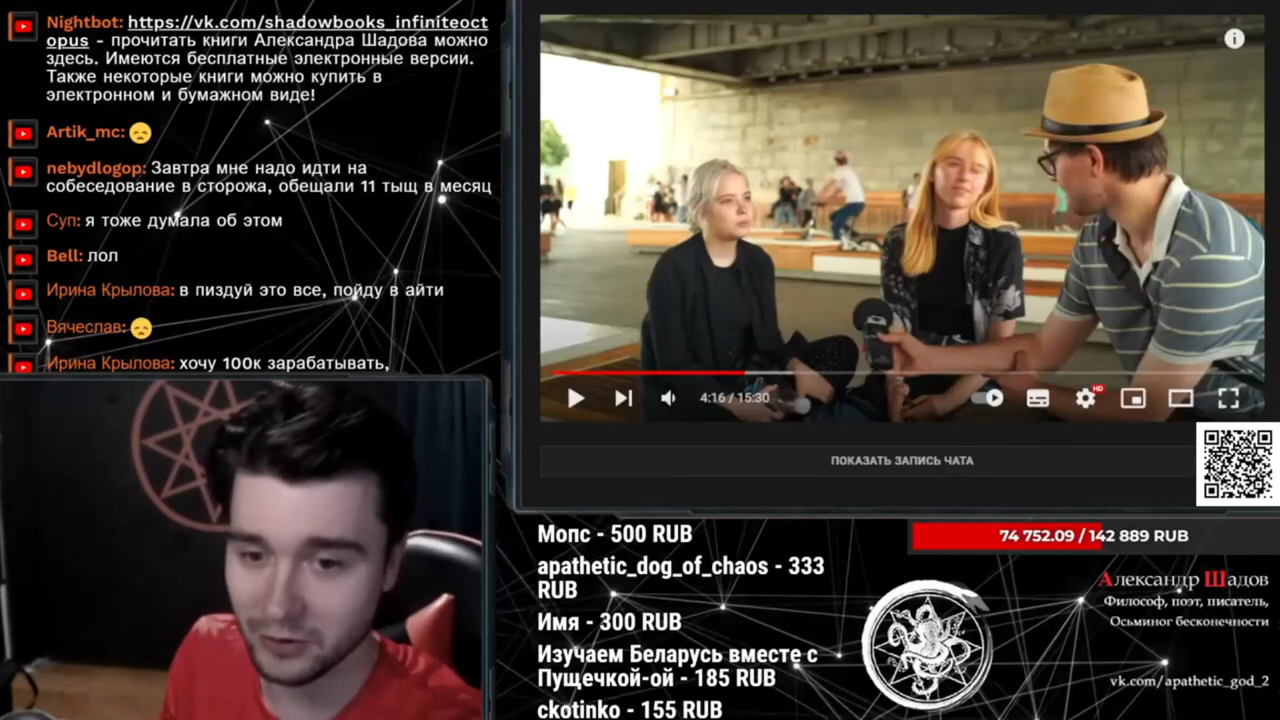 Nightbot: https://vk.com/shadowbooks_infiniteoct
opus - прочитать книги Александра Шадова можно
здесь. Имеются бесплатные электронные версии.
Также некоторые книги можно купить в
электронном и бумажном виде!
Artik_mc:
nebydlogop: Завтра мне надо идти на
собеседование в сторожа, обещали 11 тыщ в месяц
Суп: я тоже думала об этом
Bell: лол
Ирина Крылова: в пиздуй это все, пойду в айти
Вячеслав:
Ирина Крылова: хочу 100к зарабатывать,
4:16 / 15:30
HD
ПОКАЗАТЬ ЗАПИСЬ ЧАТА
Мопс - 500 RUB
apathetic_dog_of_chaos - 333
RUB
Имя - 300 RUB
Изучаем Беларусь вместе с
Пущечкой-ой - 185 RUB
ckotinko - 155 RUB
74 752.09 / 142 889 RUB
Александр Шадов
Философ, поэт, писатель,
Осьминог бесконечности
vk.com/apathetic_god_2